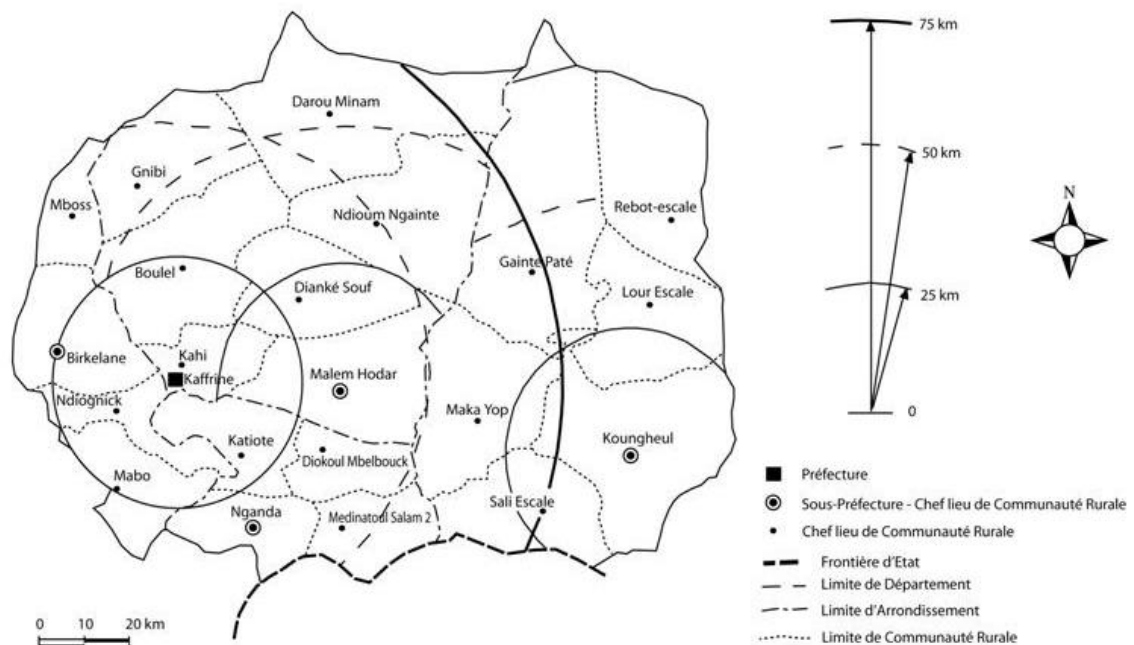 75 km
50 km
25 km
0
N
Darou Minam
Gnibi
Mboss
Ndioum Ngainte
Rebot-escale
Boulel
Gainte Paté
Dianké Souf
Lour Escale
Birkelane
Kahi
Kaffrine
Malem Hodar
Ndiognick
Maka Yop
Katiote
Koungheul
Diokoul Mbelbouck
Mabo
Sali Escale
Nganda
Medinatoul Salam 2
Préfecture
Sous-Préfecture - Chef lieu de Communauté Rurale
Chef lieu de Communauté Rurale
Frontière d'Etat
Limite de Département
Limite d'Arrondissement
Limite de Communauté Rurale
0 10 20 km